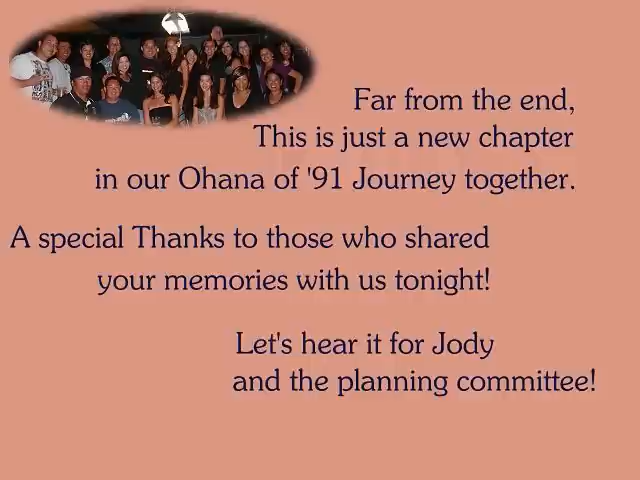 Far from the end,
This is just a new chapter
in our Ohana of '91 Journey together.
A special Thanks to those who shared
your memories with us tonight!
Let's hear it for Jody
and the planning committee!